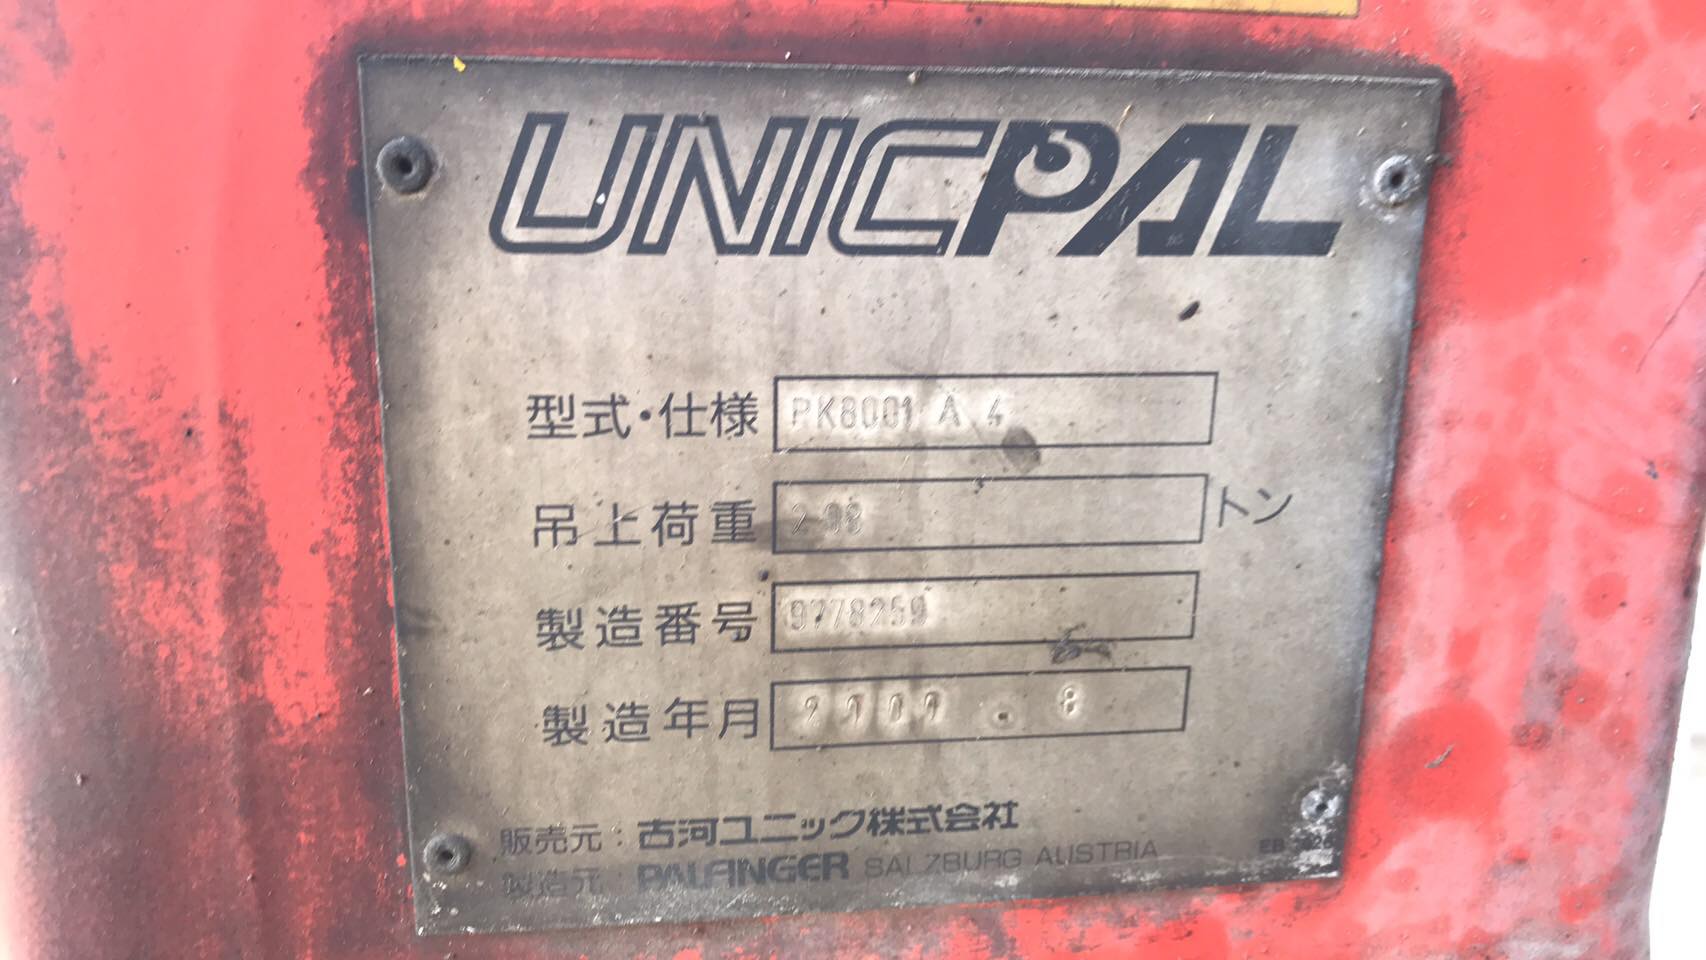 UNICPAL
型式・仕様 PK8001 A 4
吊上荷重 2.98 トン
製造番号 9778259
製造年月 . 8
販売元：古河ユニック株式会社
製造元：PALFINGER SALZBURG AUSTRIA
EB